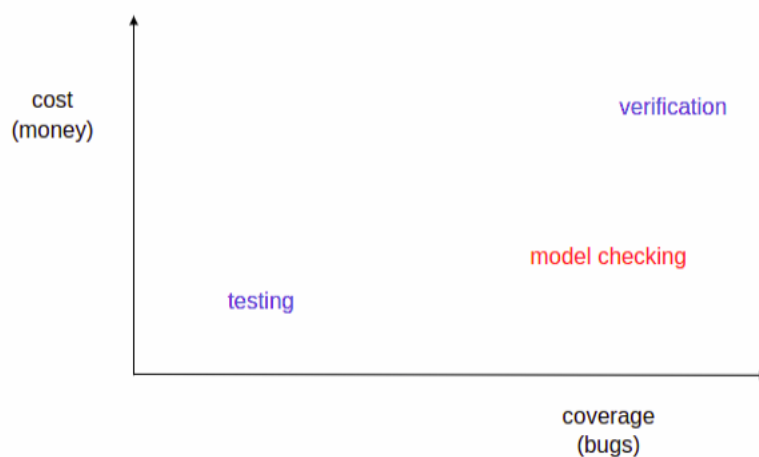 cost
(money)
verification
model checking
testing
coverage
(bugs)